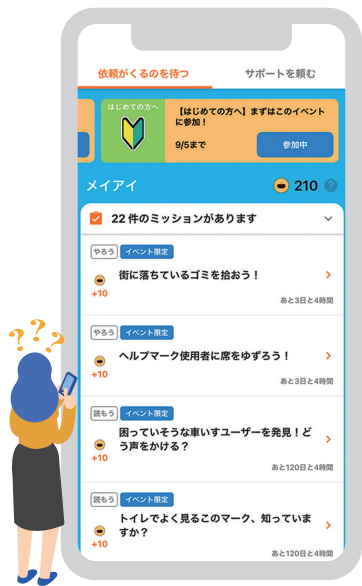 依頼がくるのを待つ
サポートを頼む
はじめての方へ
【はじめての方へ】まずはこのイベント
に参加！
9/5まで
参加中
メイアイ
210 ?
22件のミッションがあります
やろう イベント限定
街に落ちているゴミを拾おう！
+10
あと3日と4時間
やろう イベント限定
ヘルプマーク使用者に席をゆずろう！
+10
あと3日と4時間
読もう イベント限定
困っていそうな車いすユーザーを発見！ど
う声をかける？
+10
あと120日と4時間
読もう イベント限定
トイレでよく見るこのマーク、知っていま
すか？
+10
あと120日と4時間
? ? ?